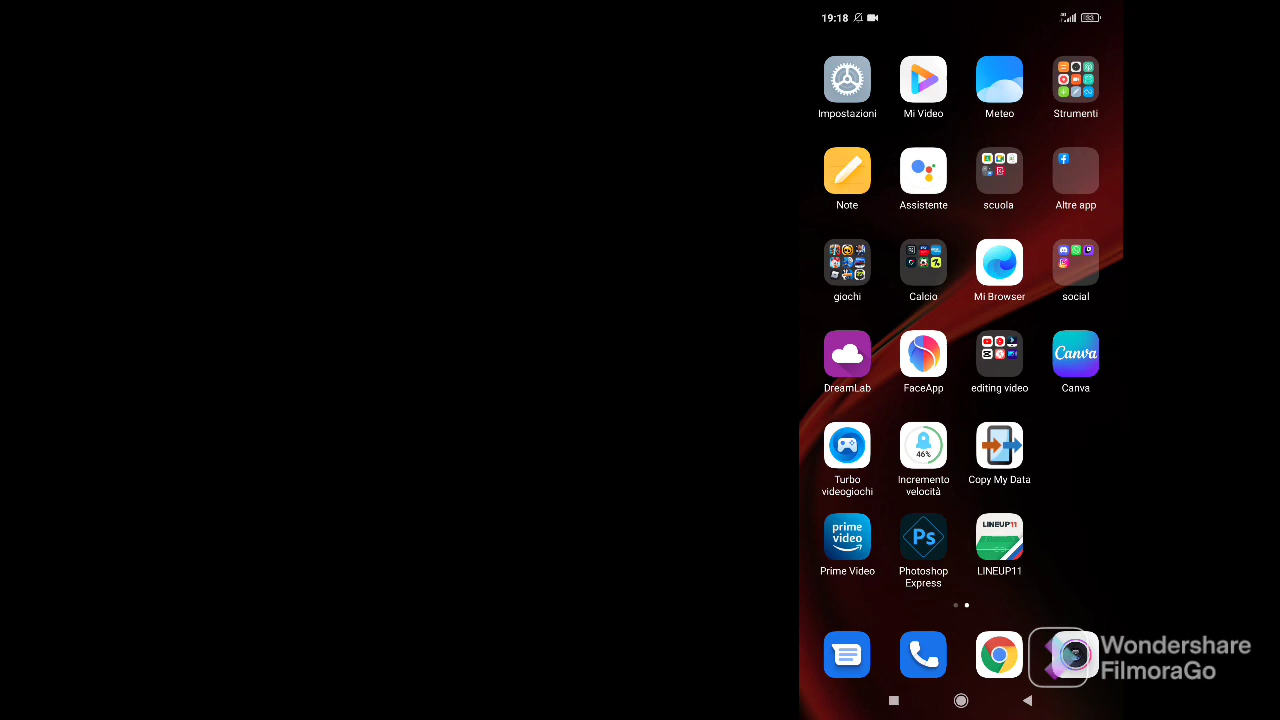 19:18
Impostazioni
Mi Video
Meteo
Strumenti
Note
Assistente
scuola
Altre app
giochi
Calcio
Mi Browser
social
DreamLab
FaceApp
editing video
Canva
Canva
46%
Turbo
videogiochi
Incremento
velocità
Copy My Data
prime
video
Ps
LINEUP11
Prime Video
Photoshop
Express
LINEUP11
Wondershare
FilmoraGo